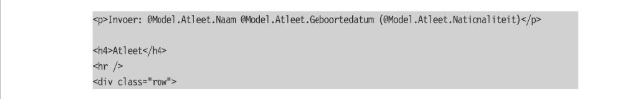 <p>Invoer: @Model.Atleet.Naam @Model.Atleet.Geboortedatum (@Model.Atleet.Nationaliteit)</p>
<h4>Atleet</h4>
<hr />
<div class="row">